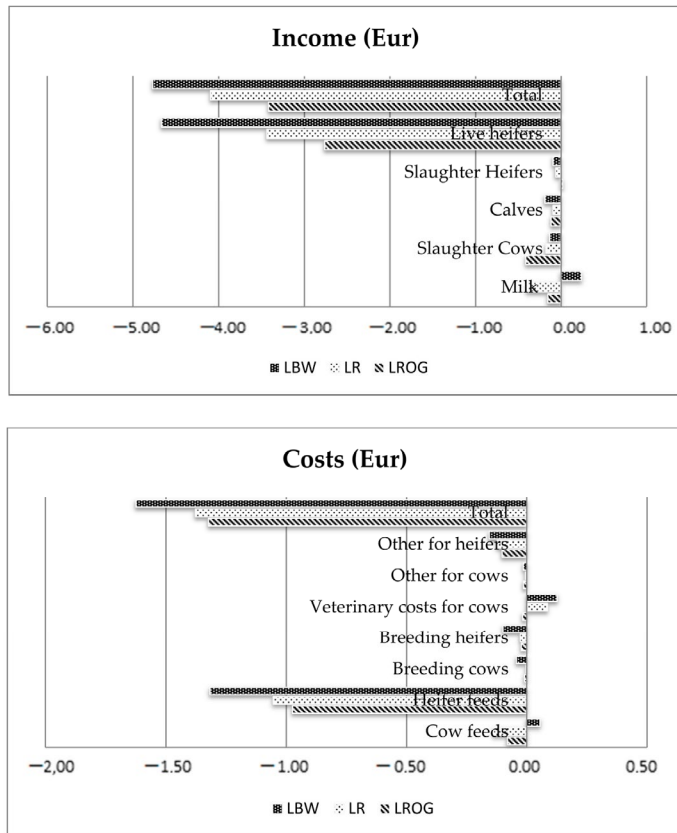 Income (Eur)
Total
Live heifers
Slaughter Heifers
Calves
Slaughter Cows
Milk
−6.00 −5.00 −4.00 −3.00 −2.00 −1.00 0.00 1.00
LBW LR LROG
Costs (Eur)
Total
Other for heifers
Other for cows
Veterinary costs for cows
Breeding heifers
Breeding cows
Heifer feeds
Cow feeds
−2,00 −1.50 −1.00 −0.50 0.00 0.50
LBW LR LROG